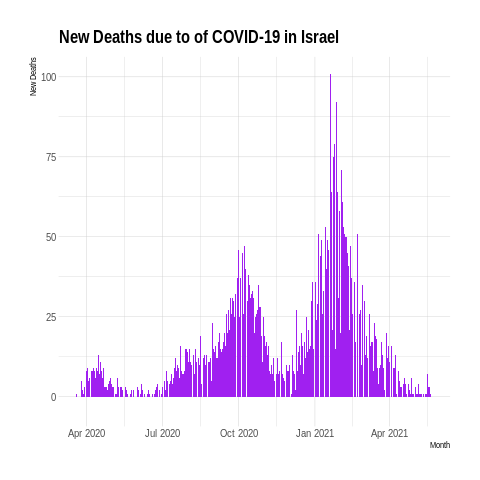 New Deaths due to of COVID-19 in Israel
New Deaths
100
75
50
25
0
Apr 2020 Jul 2020 Oct 2020 Jan 2021 Apr 2021
Month